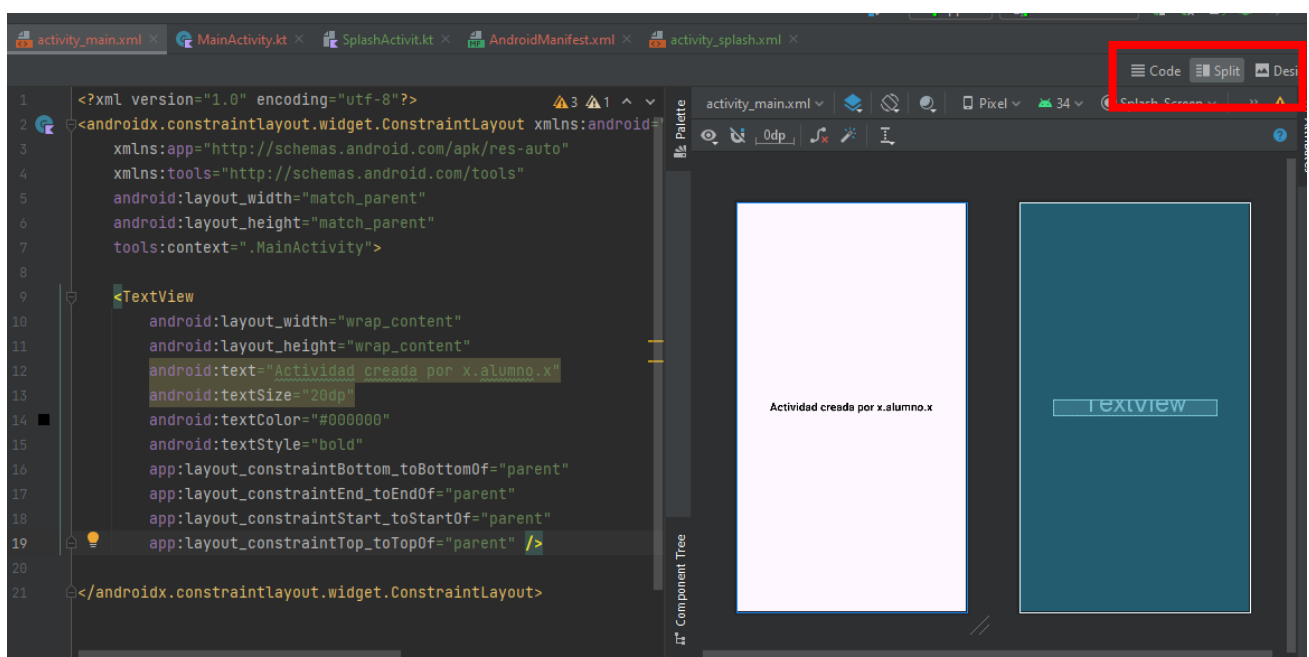 activity_main.xml MainActivity.kt SplashActivit.kt AndroidManifest.xml activity_splash.xml
Code Split Desi
1 <?xml version="1.0" encoding="utf-8"?> 3 1
2 <androidx.constraintlayout.widget.ConstraintLayout xmlns:android=
3 xmlns:app="http://schemas.android.com/apk/res-auto"
4 xmlns:tools="http://schemas.android.com/tools"
5 android:layout_width="match_parent"
6 android:layout_height="match_parent"
7 tools:context=".MainActivity">
8
9 <TextView
10 android:layout_width="wrap_content"
11 android:layout_height="wrap_content"
12 android:text="Actividad creada por x.alumno.x"
13 android:textSize="20dp"
14 android:textColor="#000000"
15 android:textStyle="bold"
16 app:layout_constraintBottom_toBottomOf="parent"
17 app:layout_constraintEnd_toEndOf="parent"
18 app:layout_constraintStart_toStartOf="parent"
19 app:layout_constraintTop_toTopOf="parent" />
20
21 </androidx.constraintlayout.widget.ConstraintLayout>
Palette
Component Tree
activity_main.xml Pixel 34 Splash-Screen
0dp
Actividad creada por x.alumno.x
TextView